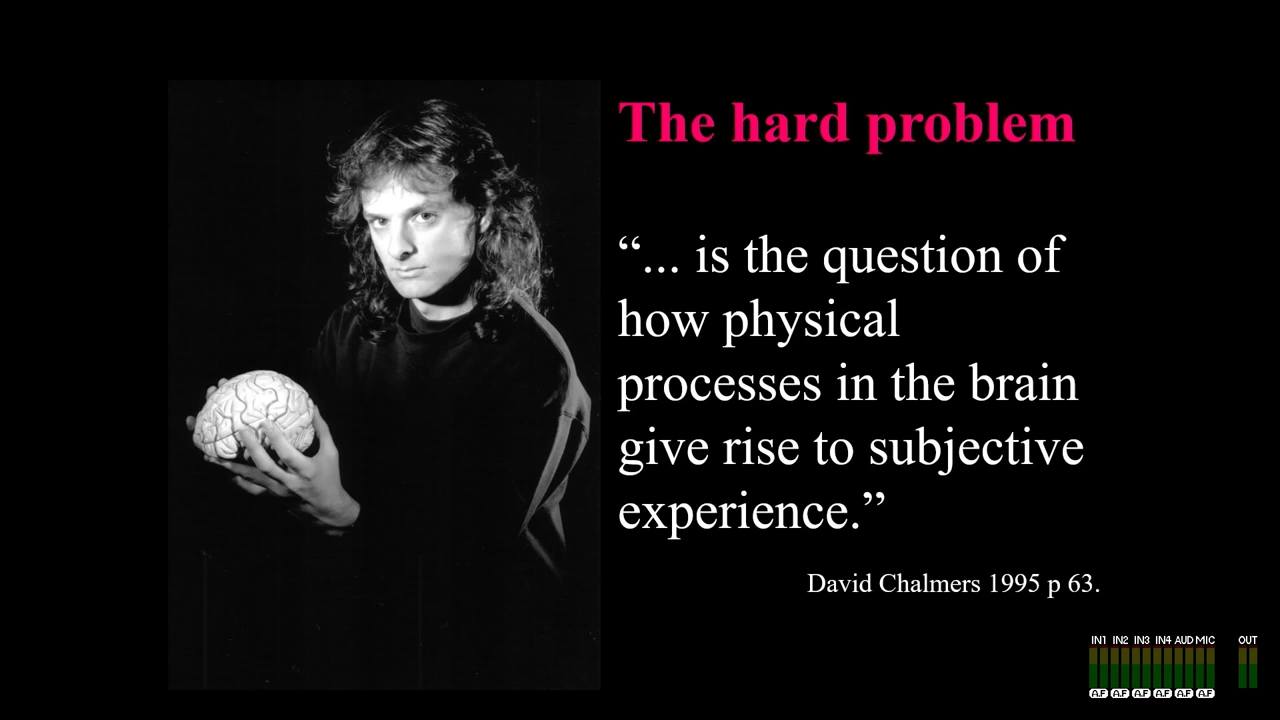 The hard problem
“... is the question of
how physical
processes in the brain
give rise to subjective
experience.”
David Chalmers 1995 p 63.
IN1 IN2 IN3 IN4 AUD MIC OUT
A.F A.F A.F A.F A.F A.F